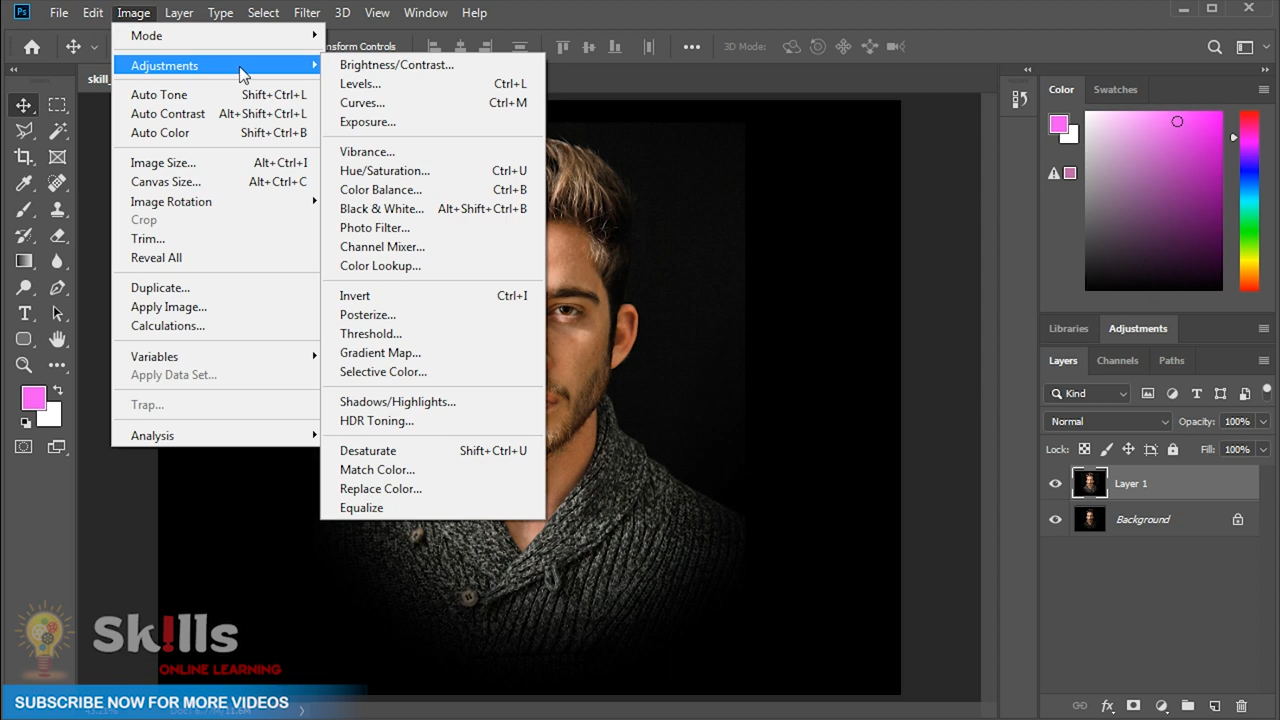 Ps File Edit Image Layer Type Select Filter 3D View Window Help
nsform Controls
3D Mode:
skill_
Mode
Adjustments
Auto Tone Shift+Ctrl+L
Auto Contrast Alt+Shift+Ctrl+L
Auto Color Shift+Ctrl+B
Image Size... Alt+Ctrl+I
Canvas Size... Alt+Ctrl+C
Image Rotation
Crop
Trim...
Reveal All
Duplicate...
Apply Image...
Calculations...
Variables
Apply Data Set...
Trap...
Analysis
Brightness/Contrast...
Levels... Ctrl+L
Curves... Ctrl+M
Exposure...
Vibrance...
Hue/Saturation... Ctrl+U
Color Balance... Ctrl+B
Black & White... Alt+Shift+Ctrl+B
Photo Filter...
Channel Mixer...
Color Lookup...
Invert Ctrl+I
Posterize...
Threshold...
Gradient Map...
Selective Color...
Shadows/Highlights...
HDR Toning...
Desaturate Shift+Ctrl+U
Match Color...
Replace Color...
Equalize
Color Swatches
Libraries Adjustments
Layers Channels Paths
Kind
Normal Opacity: 100%
Lock: Fill: 100%
Layer 1
Background
Sk!lls
ONLINE LEARNING
SUBSCRIBE NOW FOR MORE VIDEOS